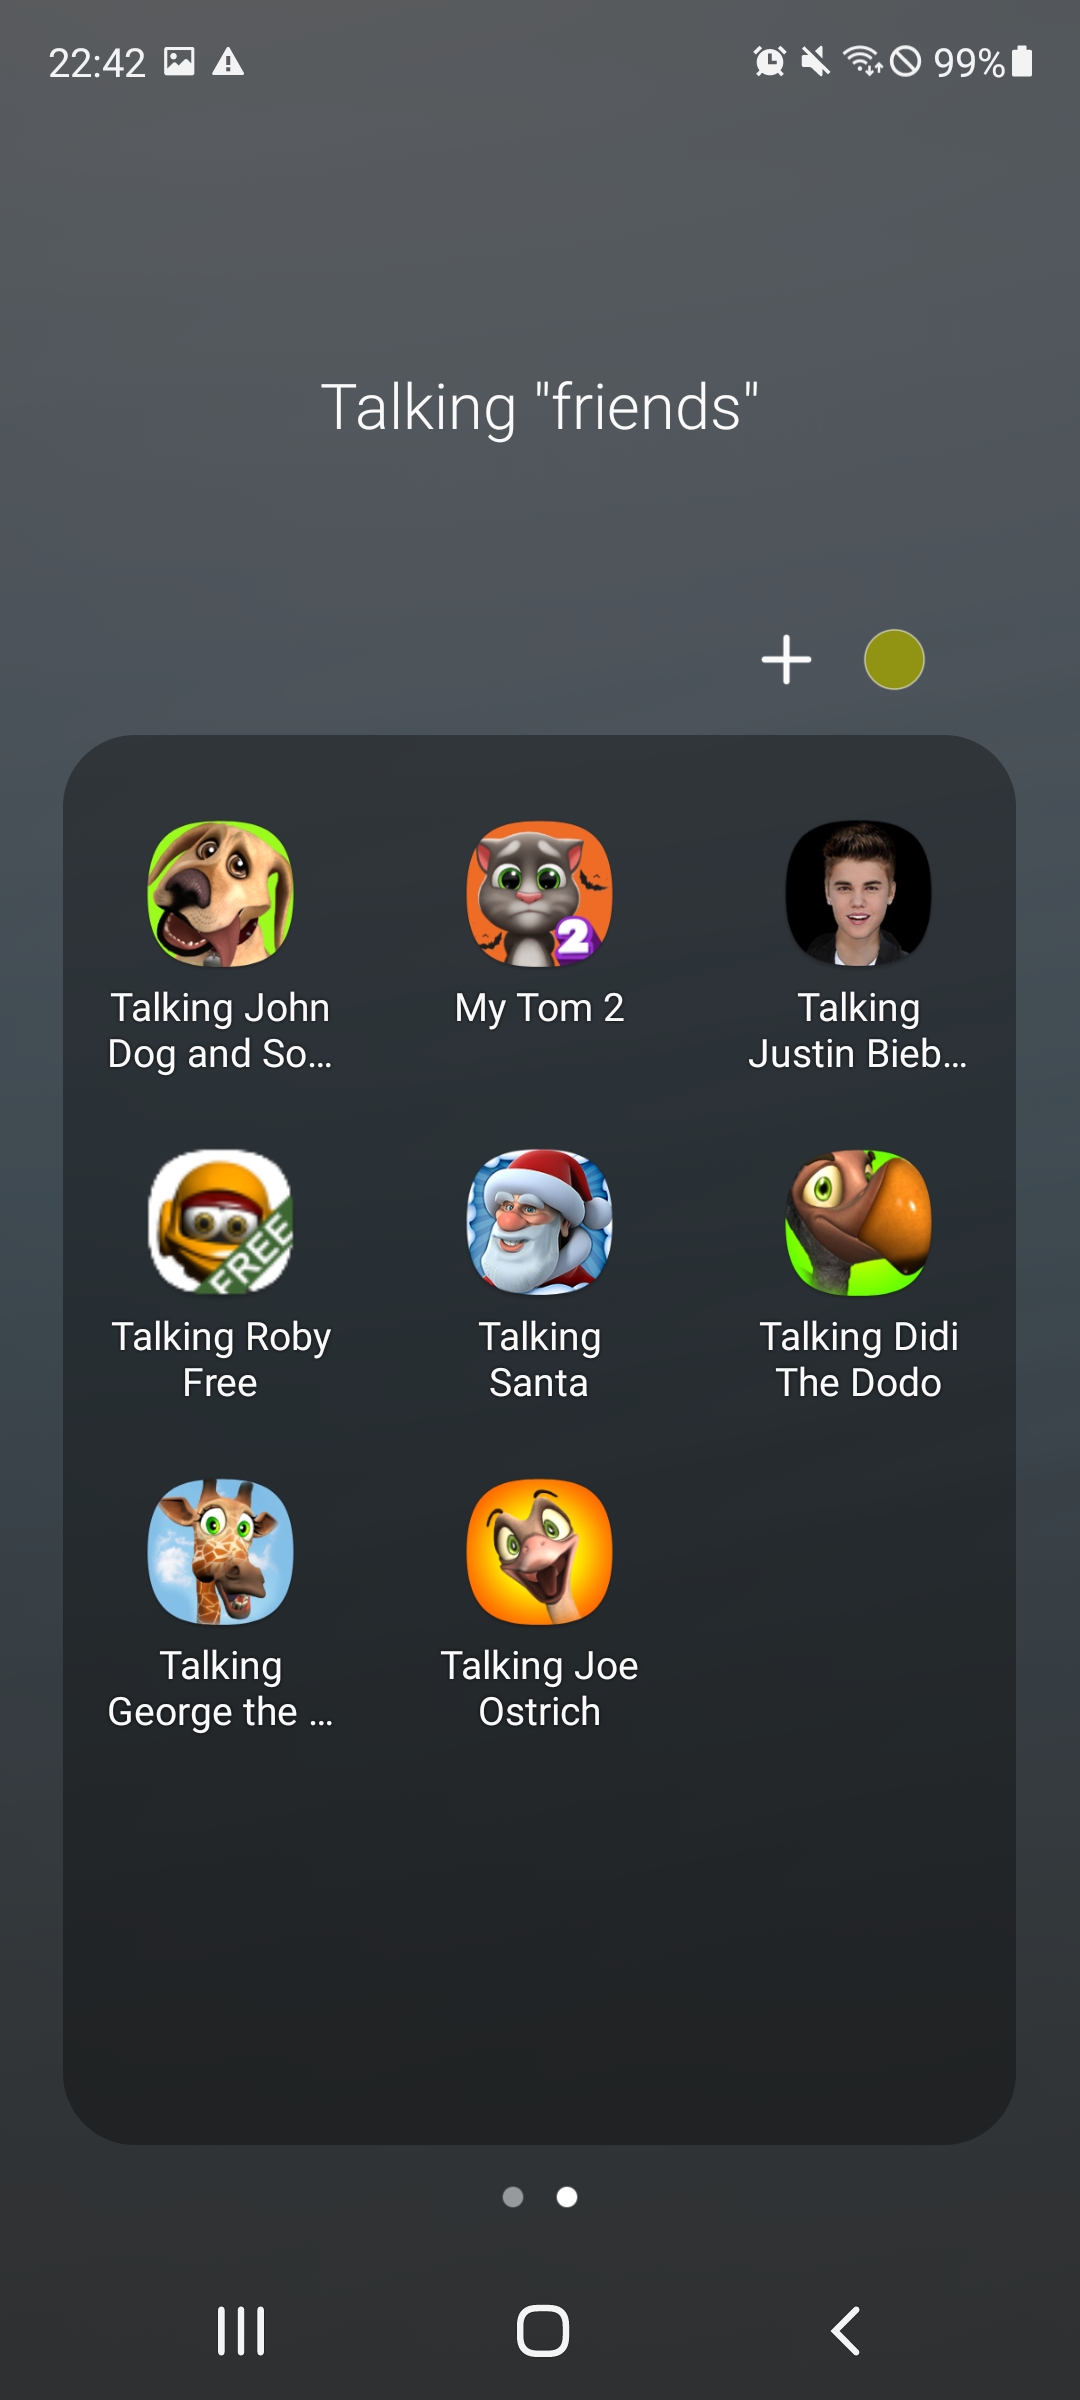 22:42 99%
Talking "friends"
Talking John
Dog and So...
My Tom 2
Talking
Justin Bieb...
2
FREE
Talking Roby
Free
Talking
Santa
Talking Didi
The Dodo
Talking
George the ...
Talking Joe
Ostrich